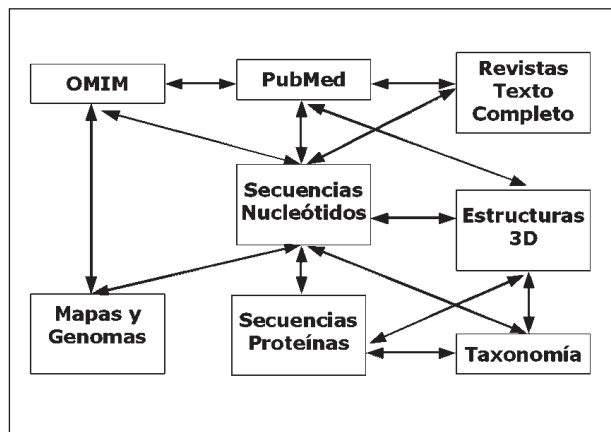 OMIM
PubMed
Revistas
Texto
Completo
Secuencias
Nucleótidos
Estructuras
3D
Mapas y
Genomas
Secuencias
Proteínas
Taxonomía